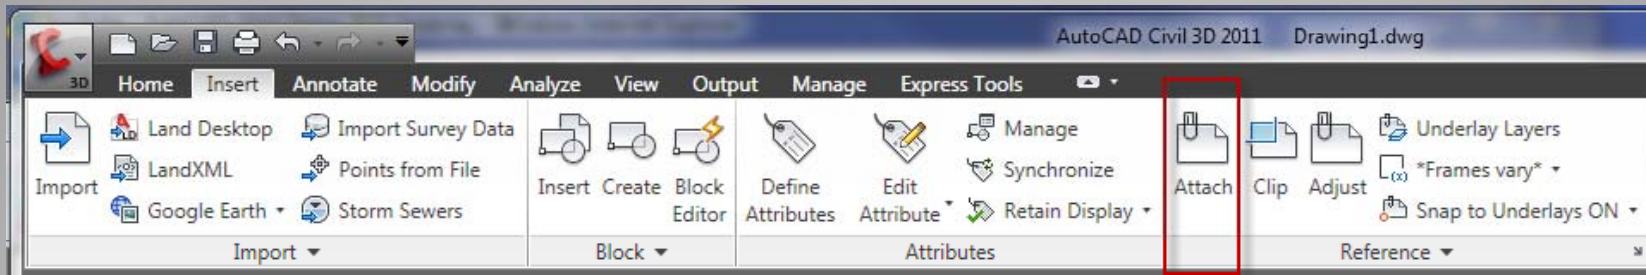 AutoCAD Civil 3D 2011 Drawing1.dwg
3D Home Insert Annotate Modify Analyze View Output Manage Express Tools
Land Desktop Import Survey Data Manage Underlay Layers
LandXML Points from File Synchronize *Frames vary*
Import Insert Create Block Editor Define Attributes Edit Attribute Attach Clip Adjust
Google Earth Storm Sewers Retain Display Snap to Underlays ON
Import Block Attributes Reference